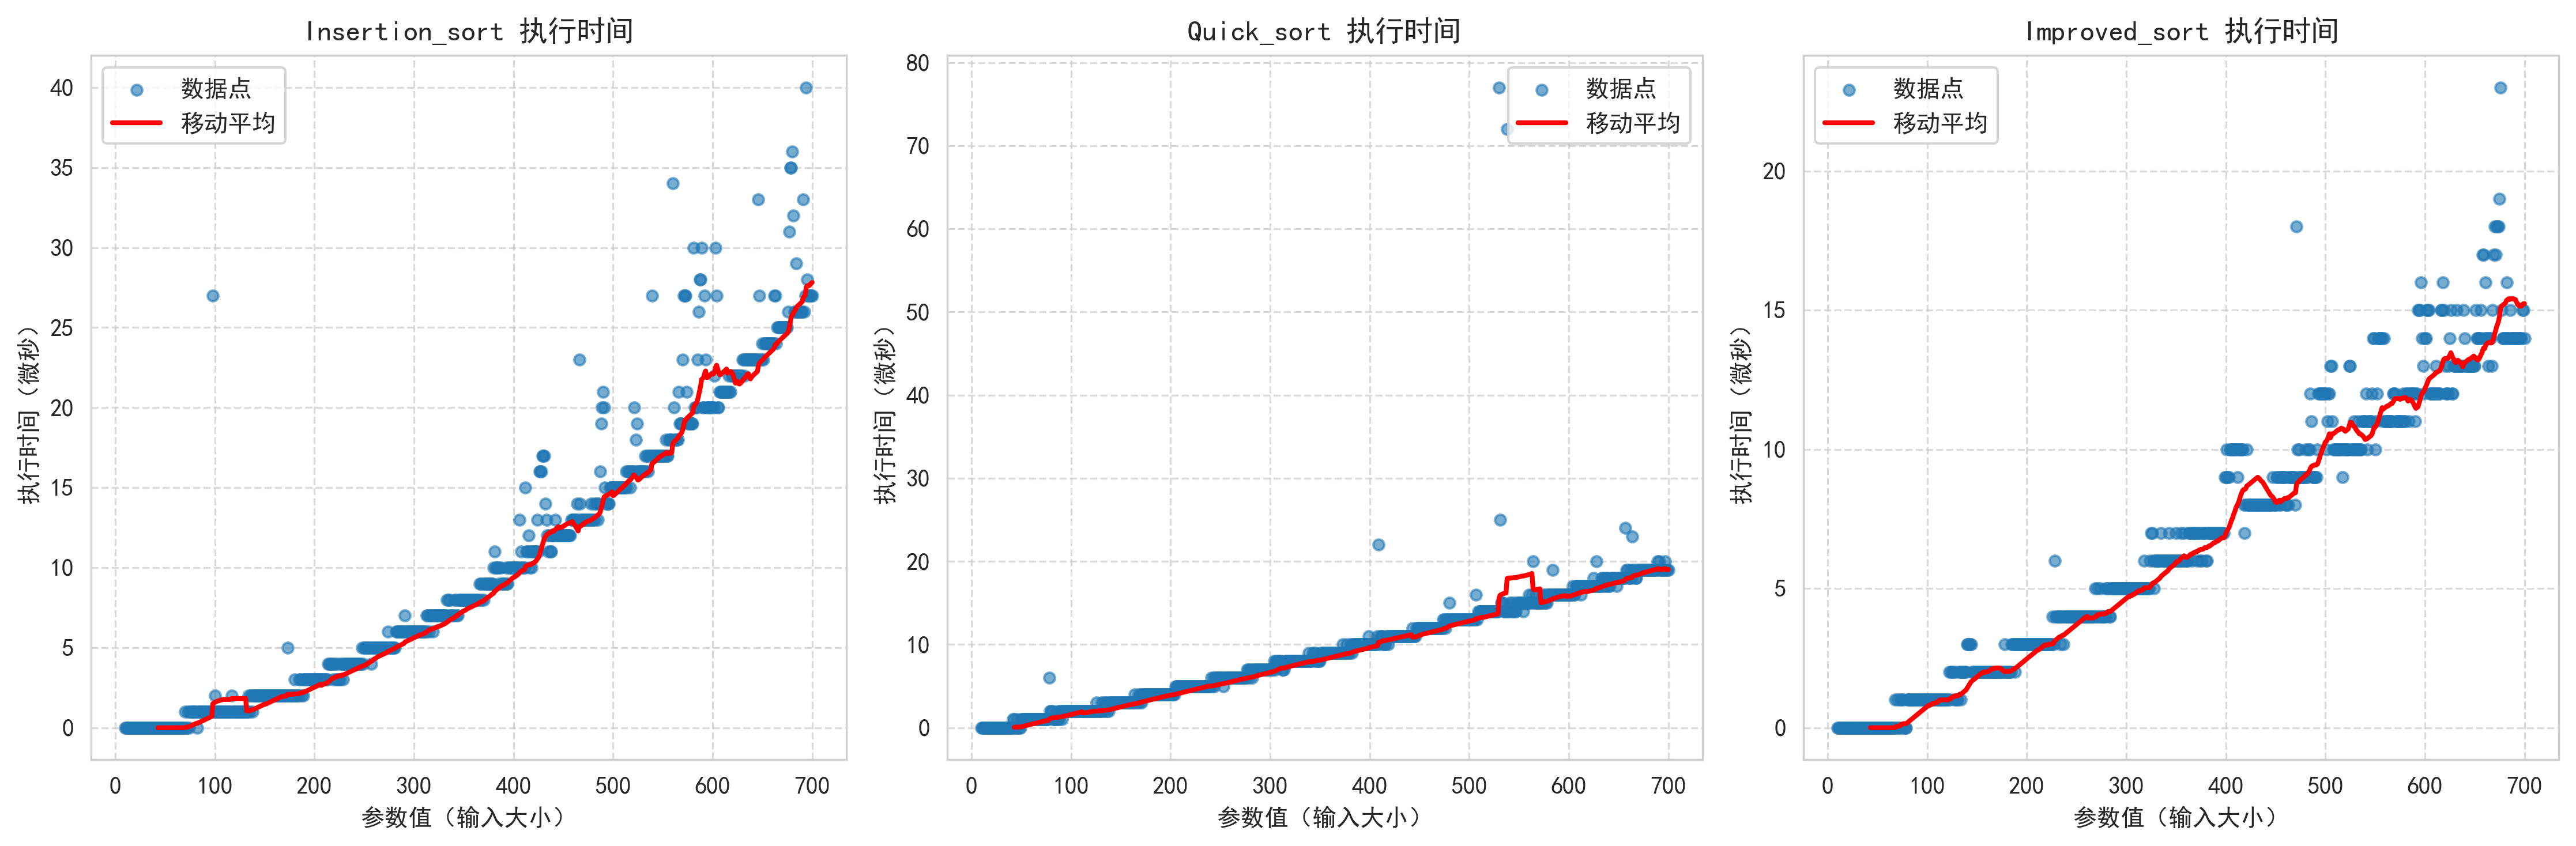 Insertion_sort 执行时间
数据点
移动平均
40
35
30
25
20
15
10
5
0
执行时间（微秒）
0 100 200 300 400 500 600 700
参数值（输入大小）
Quick_sort 执行时间
数据点
移动平均
80
70
60
50
40
30
20
10
0
执行时间（微秒）
0 100 200 300 400 500 600 700
参数值（输入大小）
Improved_sort 执行时间
数据点
移动平均
20
15
10
5
0
执行时间（微秒）
0 100 200 300 400 500 600 700
参数值（输入大小）